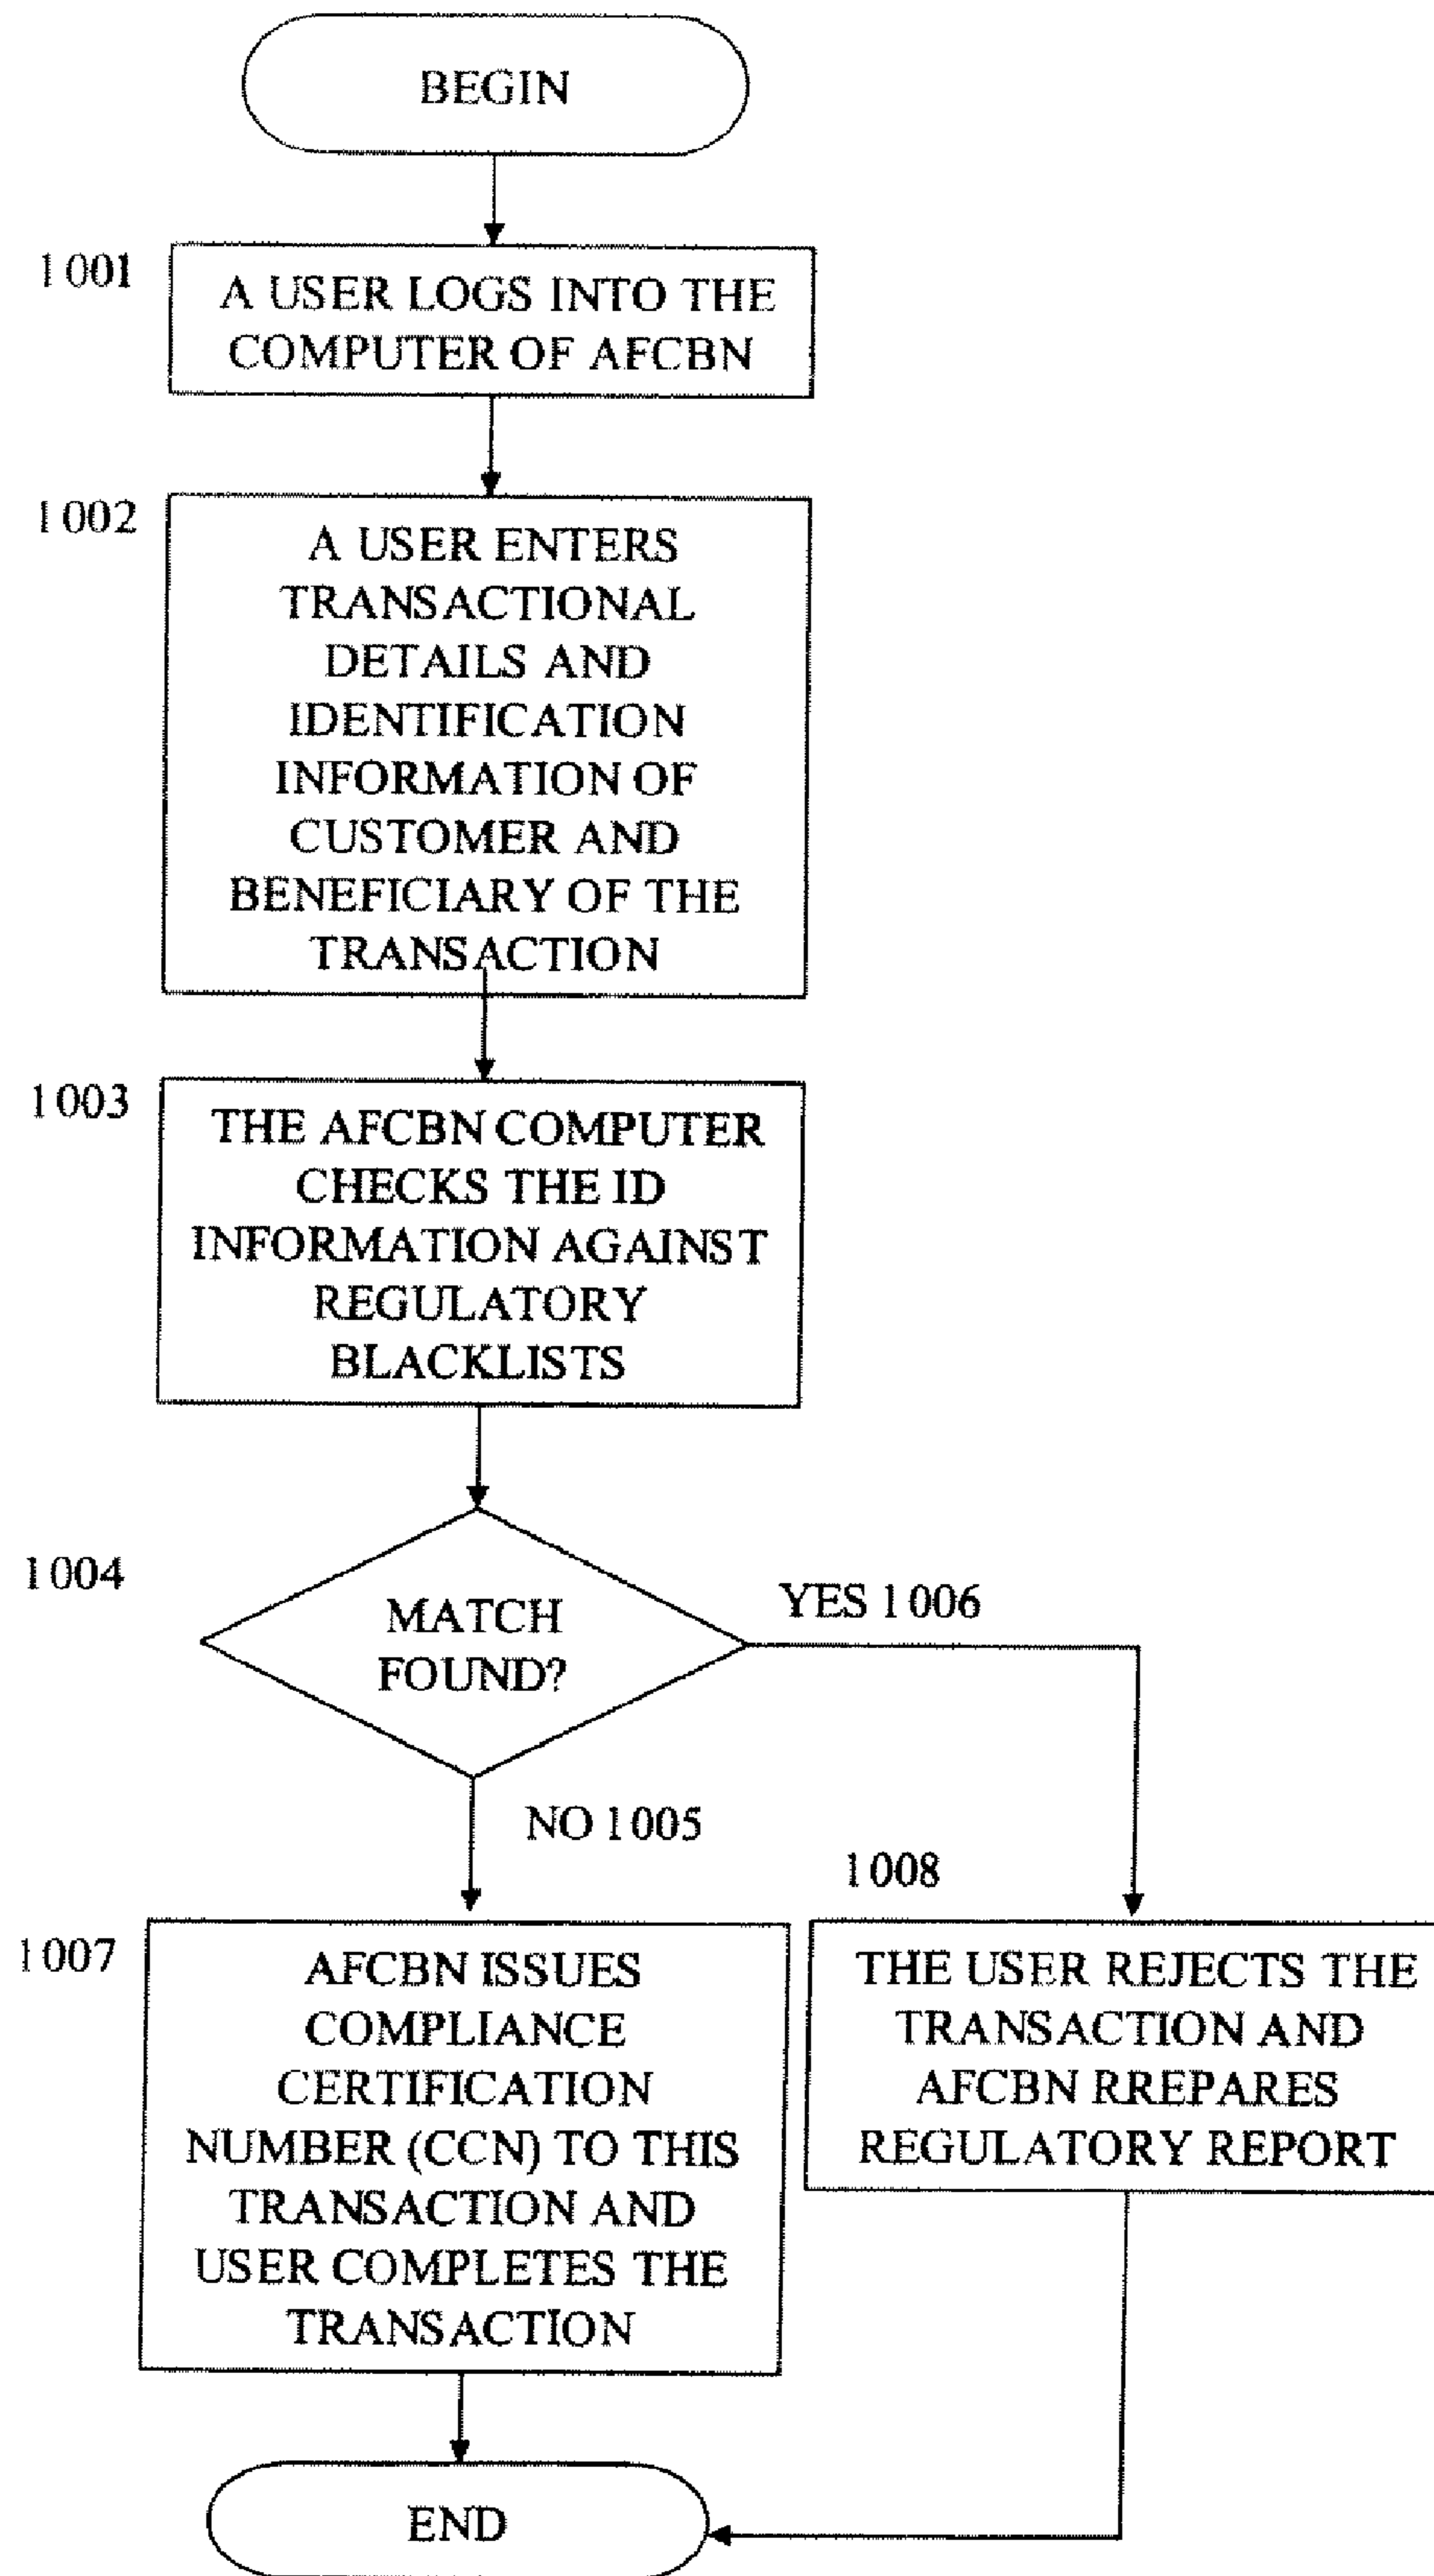 BEGIN
1001
A USER LOGS INTO THE
COMPUTER OF AFCBN
1002
A USER ENTERS
TRANSACTIONAL
DETAILS AND
IDENTIFICATION
INFORMATION OF
CUSTOMER AND
BENEFICIARY OF THE
TRANSACTION
1003
THE AFCBN COMPUTER
CHECKS THE ID
INFORMATION AGAINST
REGULATORY
BLACKLISTS
1004
MATCH
FOUND?
YES 1006
NO 1005
1007
AFCBN ISSUES
COMPLIANCE
CERTIFICATION
NUMBER (CCN) TO THIS
TRANSACTION AND
USER COMPLETES THE
TRANSACTION
1008
THE USER REJECTS THE
TRANSACTION AND
AFCBN RREPARES
REGULATORY REPORT
END